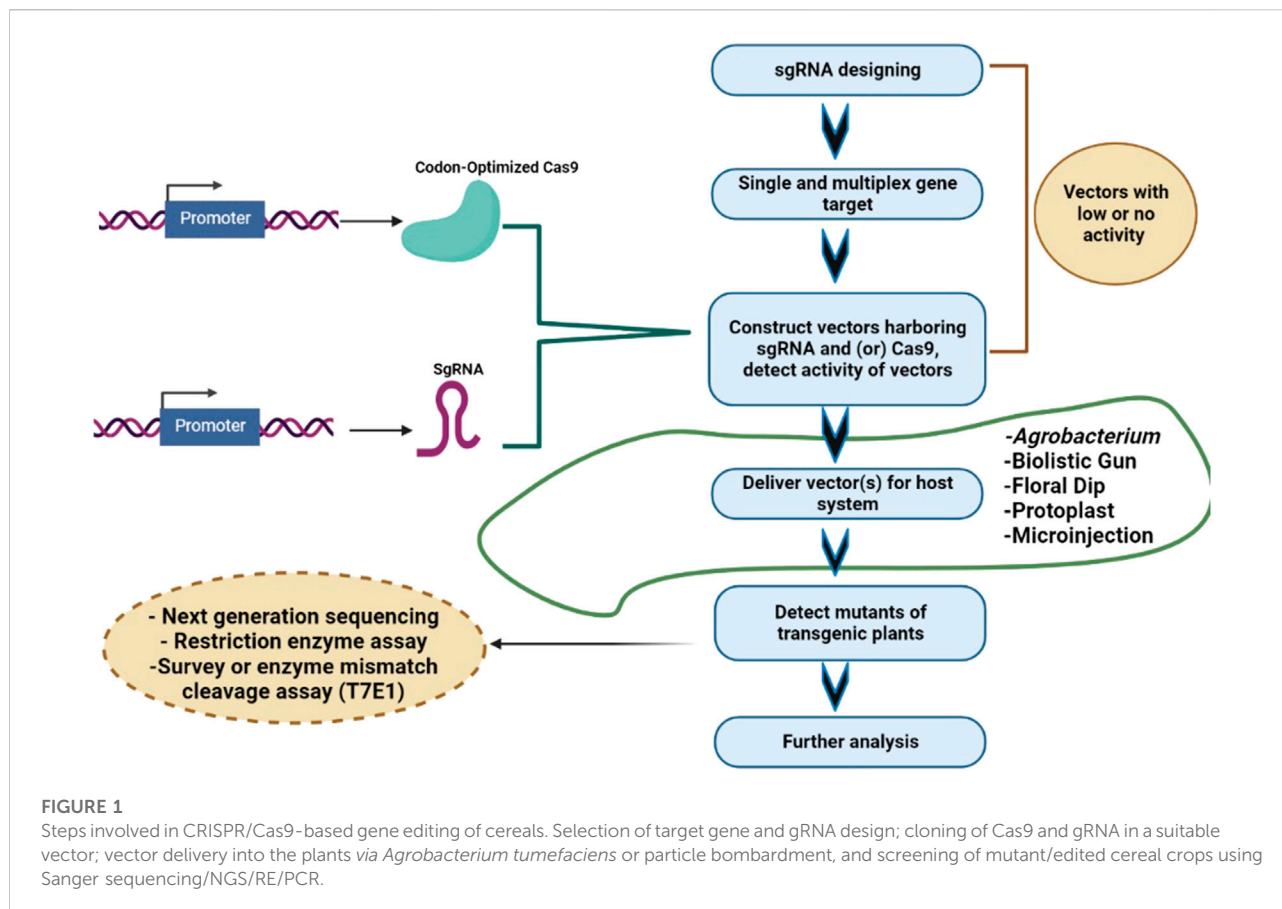 sgRNA designing
Single and multiplex gene
target
Construct vectors harboring
sgRNA and (or) Cas9,
detect activity of vectors
Vectors with
low or no
activity
Codon-Optimized Cas9
Promoter
SgRNA
Promoter
Deliver vector(s) for host
system
-Agrobacterium
-Biolistic Gun
-Floral Dip
-Protoplast
-Microinjection
Detect mutants of
transgenic plants
- Next generation sequencing
- Restriction enzyme assay
-Survey or enzyme mismatch
cleavage assay (T7E1)
Further analysis
FIGURE 1
Steps involved in CRISPR/Cas9-based gene editing of cereals. Selection of target gene and gRNA design; cloning of Cas9 and gRNA in a suitable
vector; vector delivery into the plants via Agrobacterium tumefaciens or particle bombardment, and screening of mutant/edited cereal crops using
Sanger sequencing/NGS/RE/PCR.